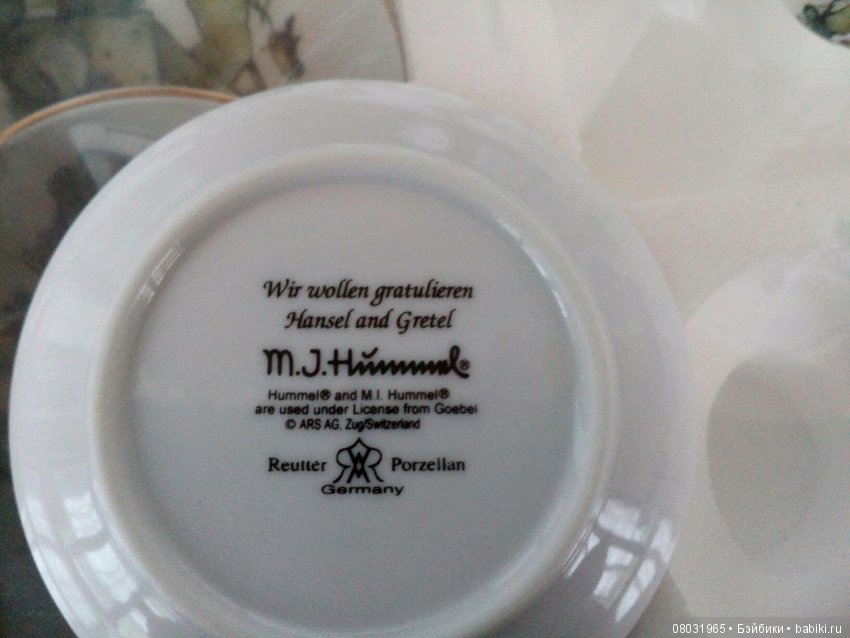 Wir wollen gratulieren
Hansel and Gretel
M.J.Hummel®
Hummel® and M.I. Hummel®
are used under License from Goebel
© ARS AG, Zug/Switzerland
Reutter Porzellan
Germany
08031965 • Бэйбики • babiki.ru